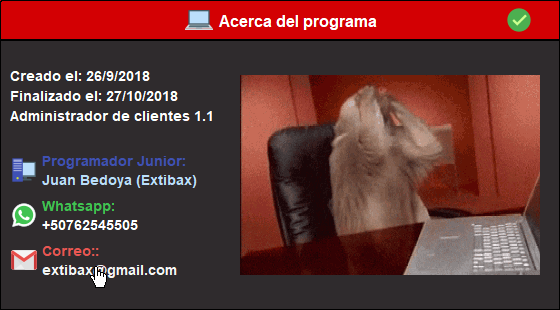 Acerca del programa
Creado el: 26/9/2018
Finalizado el: 27/10/2018
Administrador de clientes 1.1
Programador Junior:
Juan Bedoya (Extibax)
Whatsapp:
+50762545505
Correo::
extibax@gmail.com